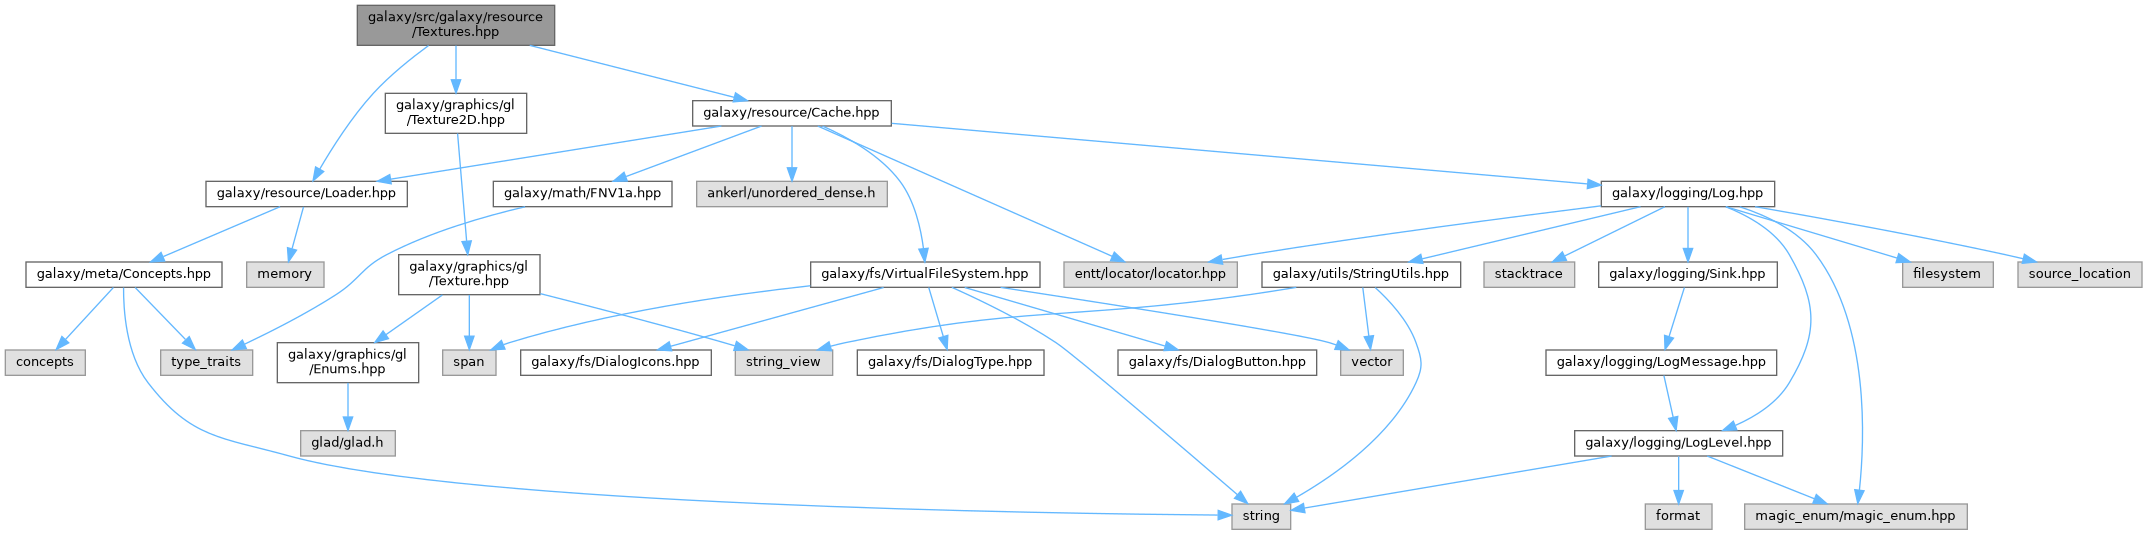 galaxy/src/galaxy/resource
/Textures.hpp
galaxy/graphics/gl
/Texture2D.hpp
galaxy/resource/Cache.hpp
galaxy/resource/Loader.hpp
galaxy/math/FNV1a.hpp
ankerl/unordered_dense.h
galaxy/logging/Log.hpp
galaxy/meta/Concepts.hpp
memory
galaxy/graphics/gl
/Texture.hpp
galaxy/fs/VirtualFileSystem.hpp
entt/locator/locator.hpp
galaxy/utils/StringUtils.hpp
stacktrace
galaxy/logging/Sink.hpp
filesystem
source_location
concepts
type_traits
galaxy/graphics/gl
/Enums.hpp
span
galaxy/fs/DialogIcons.hpp
string_view
galaxy/fs/DialogType.hpp
galaxy/fs/DialogButton.hpp
vector
galaxy/logging/LogMessage.hpp
glad/glad.h
galaxy/logging/LogLevel.hpp
string
format
magic_enum/magic_enum.hpp